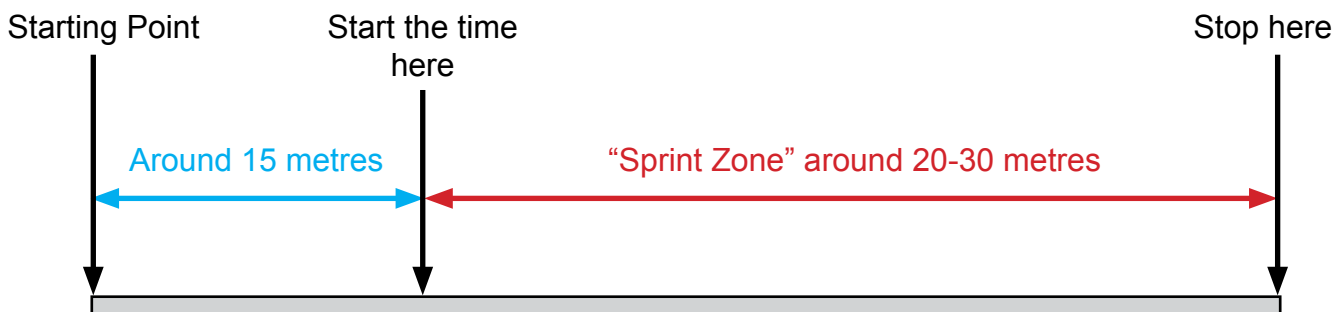 Starting Point
Start the time
here
Stop here
Around 15 metres
“Sprint Zone” around 20-30 metres